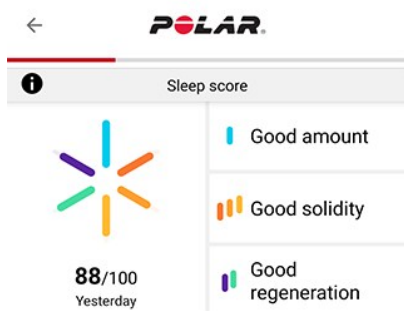 POLAR.
Sleep score
Good amount
Good solidity
88/100
Yesterday
Good
regeneration